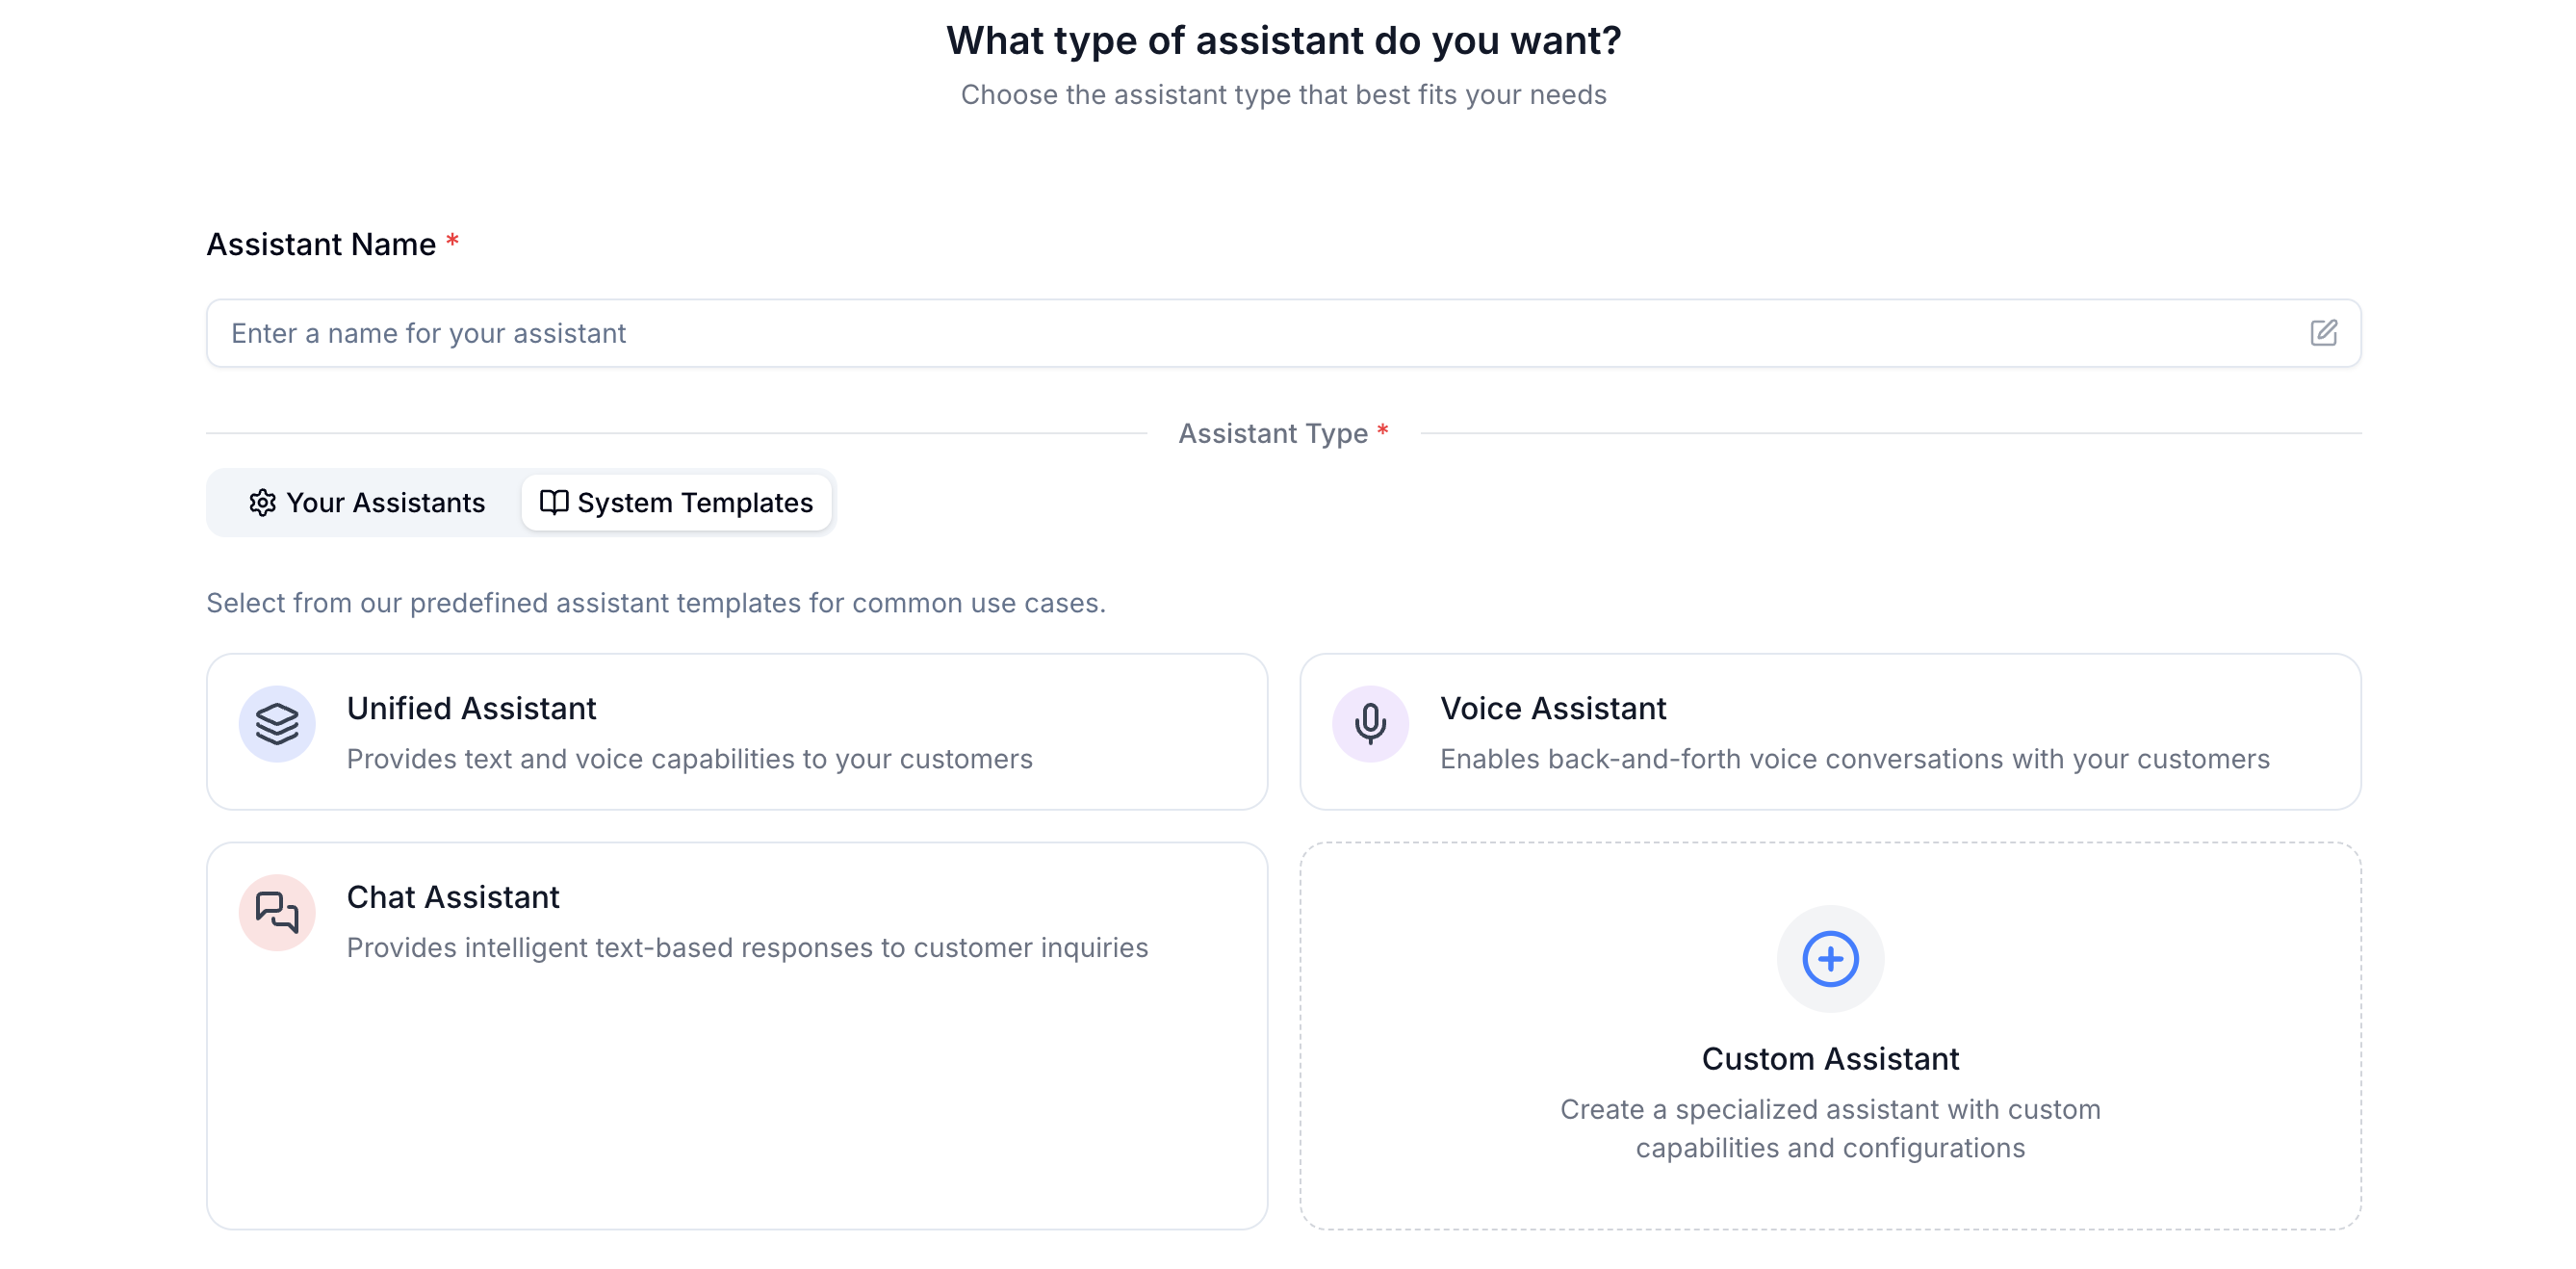 What type of assistant do you want?
Choose the assistant type that best fits your needs
Assistant Name *
Enter a name for your assistant
Assistant Type *
Your Assistants
System Templates
Select from our predefined assistant templates for common use cases.
Unified Assistant
Provides text and voice capabilities to your customers
Voice Assistant
Enables back-and-forth voice conversations with your customers
Chat Assistant
Provides intelligent text-based responses to customer inquiries
Custom Assistant
Create a specialized assistant with custom
capabilities and configurations